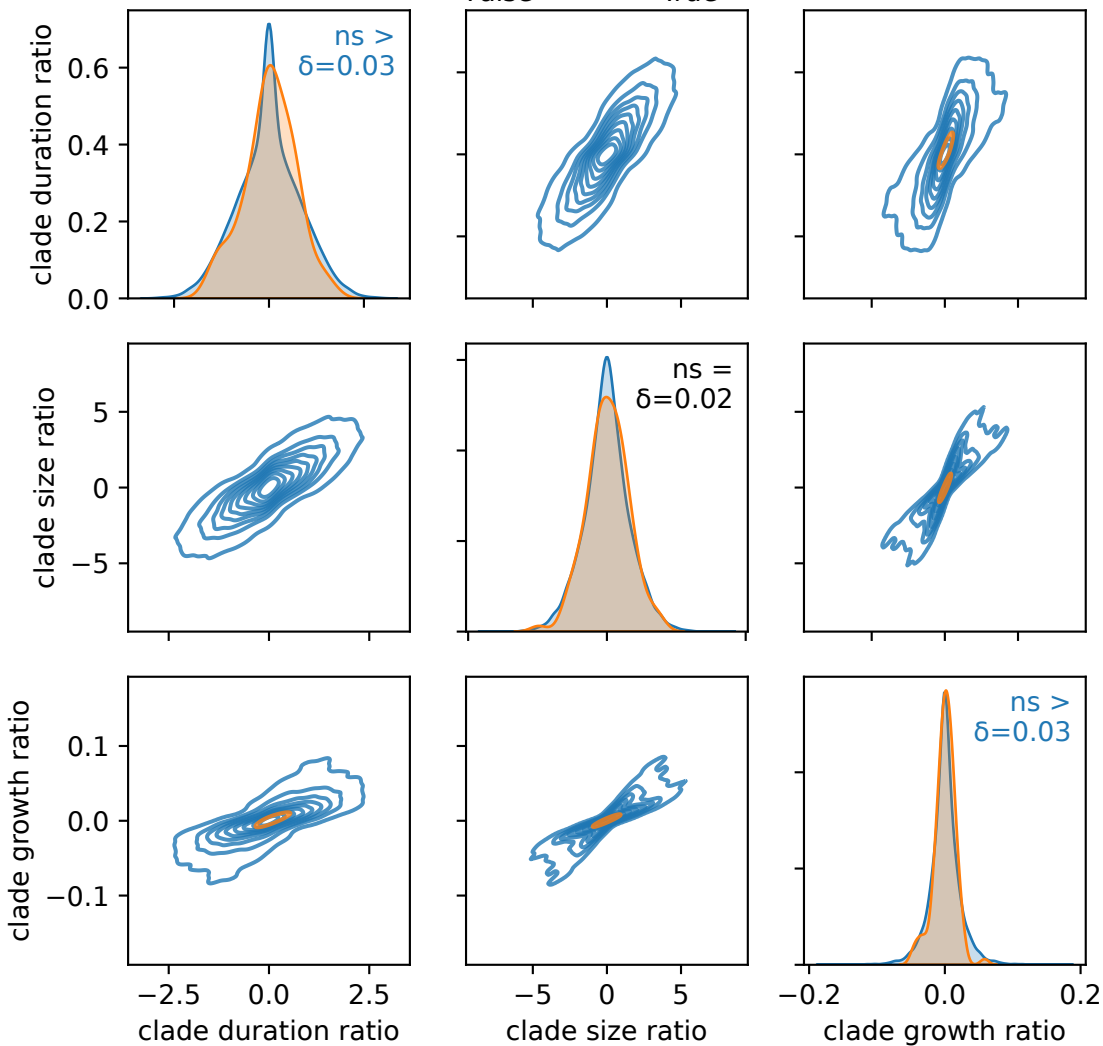 ns >
δ=0.03
clade duration ratio
0.6
0.4
0.2
0.0
ns =
δ=0.02
clade size ratio
5
0
−5
ns >
δ=0.03
clade growth ratio
0.1
0.0
−0.1
−2.5 0.0 2.5
−5 0 5
−0.2 0.0 0.2
clade duration ratio
clade size ratio
clade growth ratio